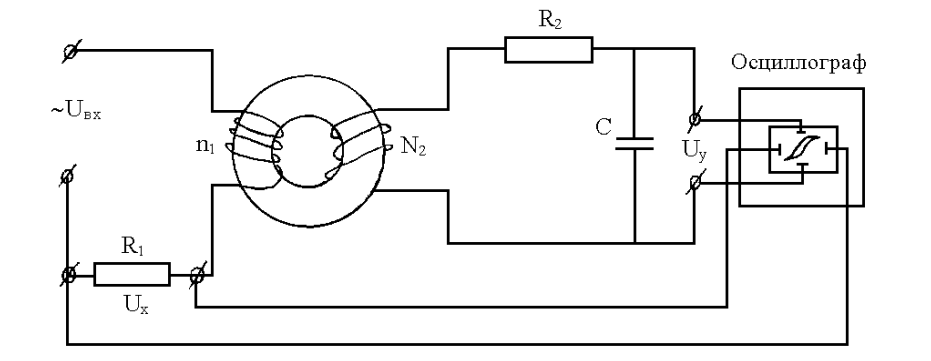 R₂
Осциллограф
~Uвх
n₁
N₂
C
Uy
R₁
Ux